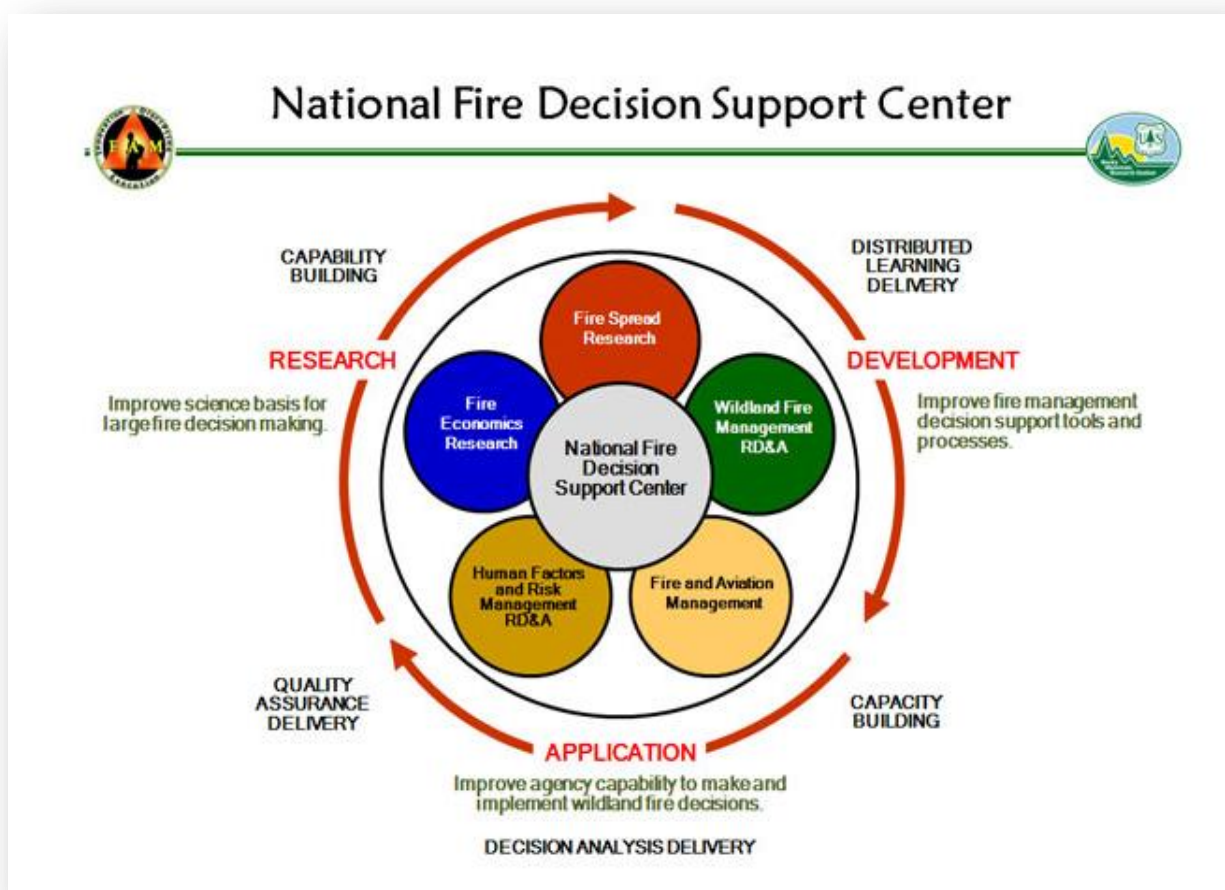 National Fire Decision Support Center
FAM
CAPABILITY
BUILDING
DISTRIBUTED
LEARNING
DELIVERY
Fire Spread
Research
RESEARCH
DEVELOPMENT
Improve science basis for
large fire decision making.
Fire
Economics
Research
Wildland Fire
Management
RD&A
Improve fire management
decision support tools and
processes.
National Fire
Decision
Support Center
Human Factors
and Risk
Management
RD&A
Fire and Aviation
Management
QUALITY
ASSURANCE
DELIVERY
CAPACITY
BUILDING
APPLICATION
Improve agency capability to make and
implement wildland fire decisions.
DECISION ANALYSIS DELIVERY